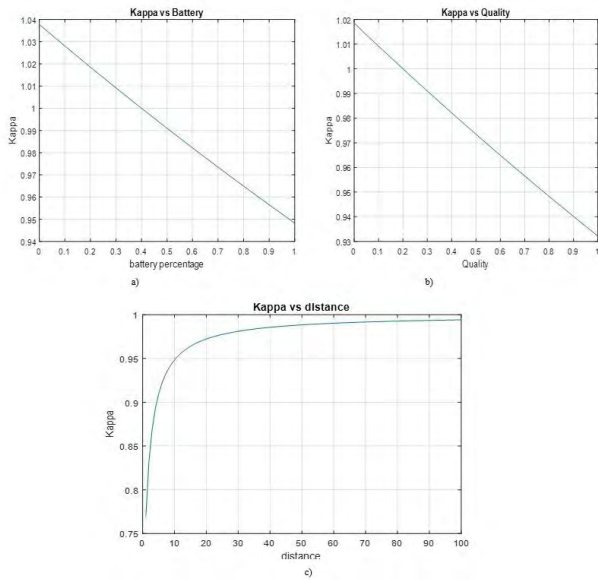 Kappa vs Battery
1.04
1.03
1.02
1.01
1
0.99
0.98
0.97
0.96
0.95
0.94
Kappa
0 0.1 0.2 0.3 0.4 0.5 0.6 0.7 0.8 0.9 1
battery percentage
a)
Kappa vs Quality
1.02
1.01
1
0.99
0.98
0.97
0.96
0.95
0.94
0.93
Kappa
0 0.1 0.2 0.3 0.4 0.5 0.6 0.7 0.8 0.9 1
Quality
b)
Kappa vs distance
1
0.95
0.9
0.85
0.8
0.75
Kappa
0 10 20 30 40 50 60 70 80 90 100
distance
c)